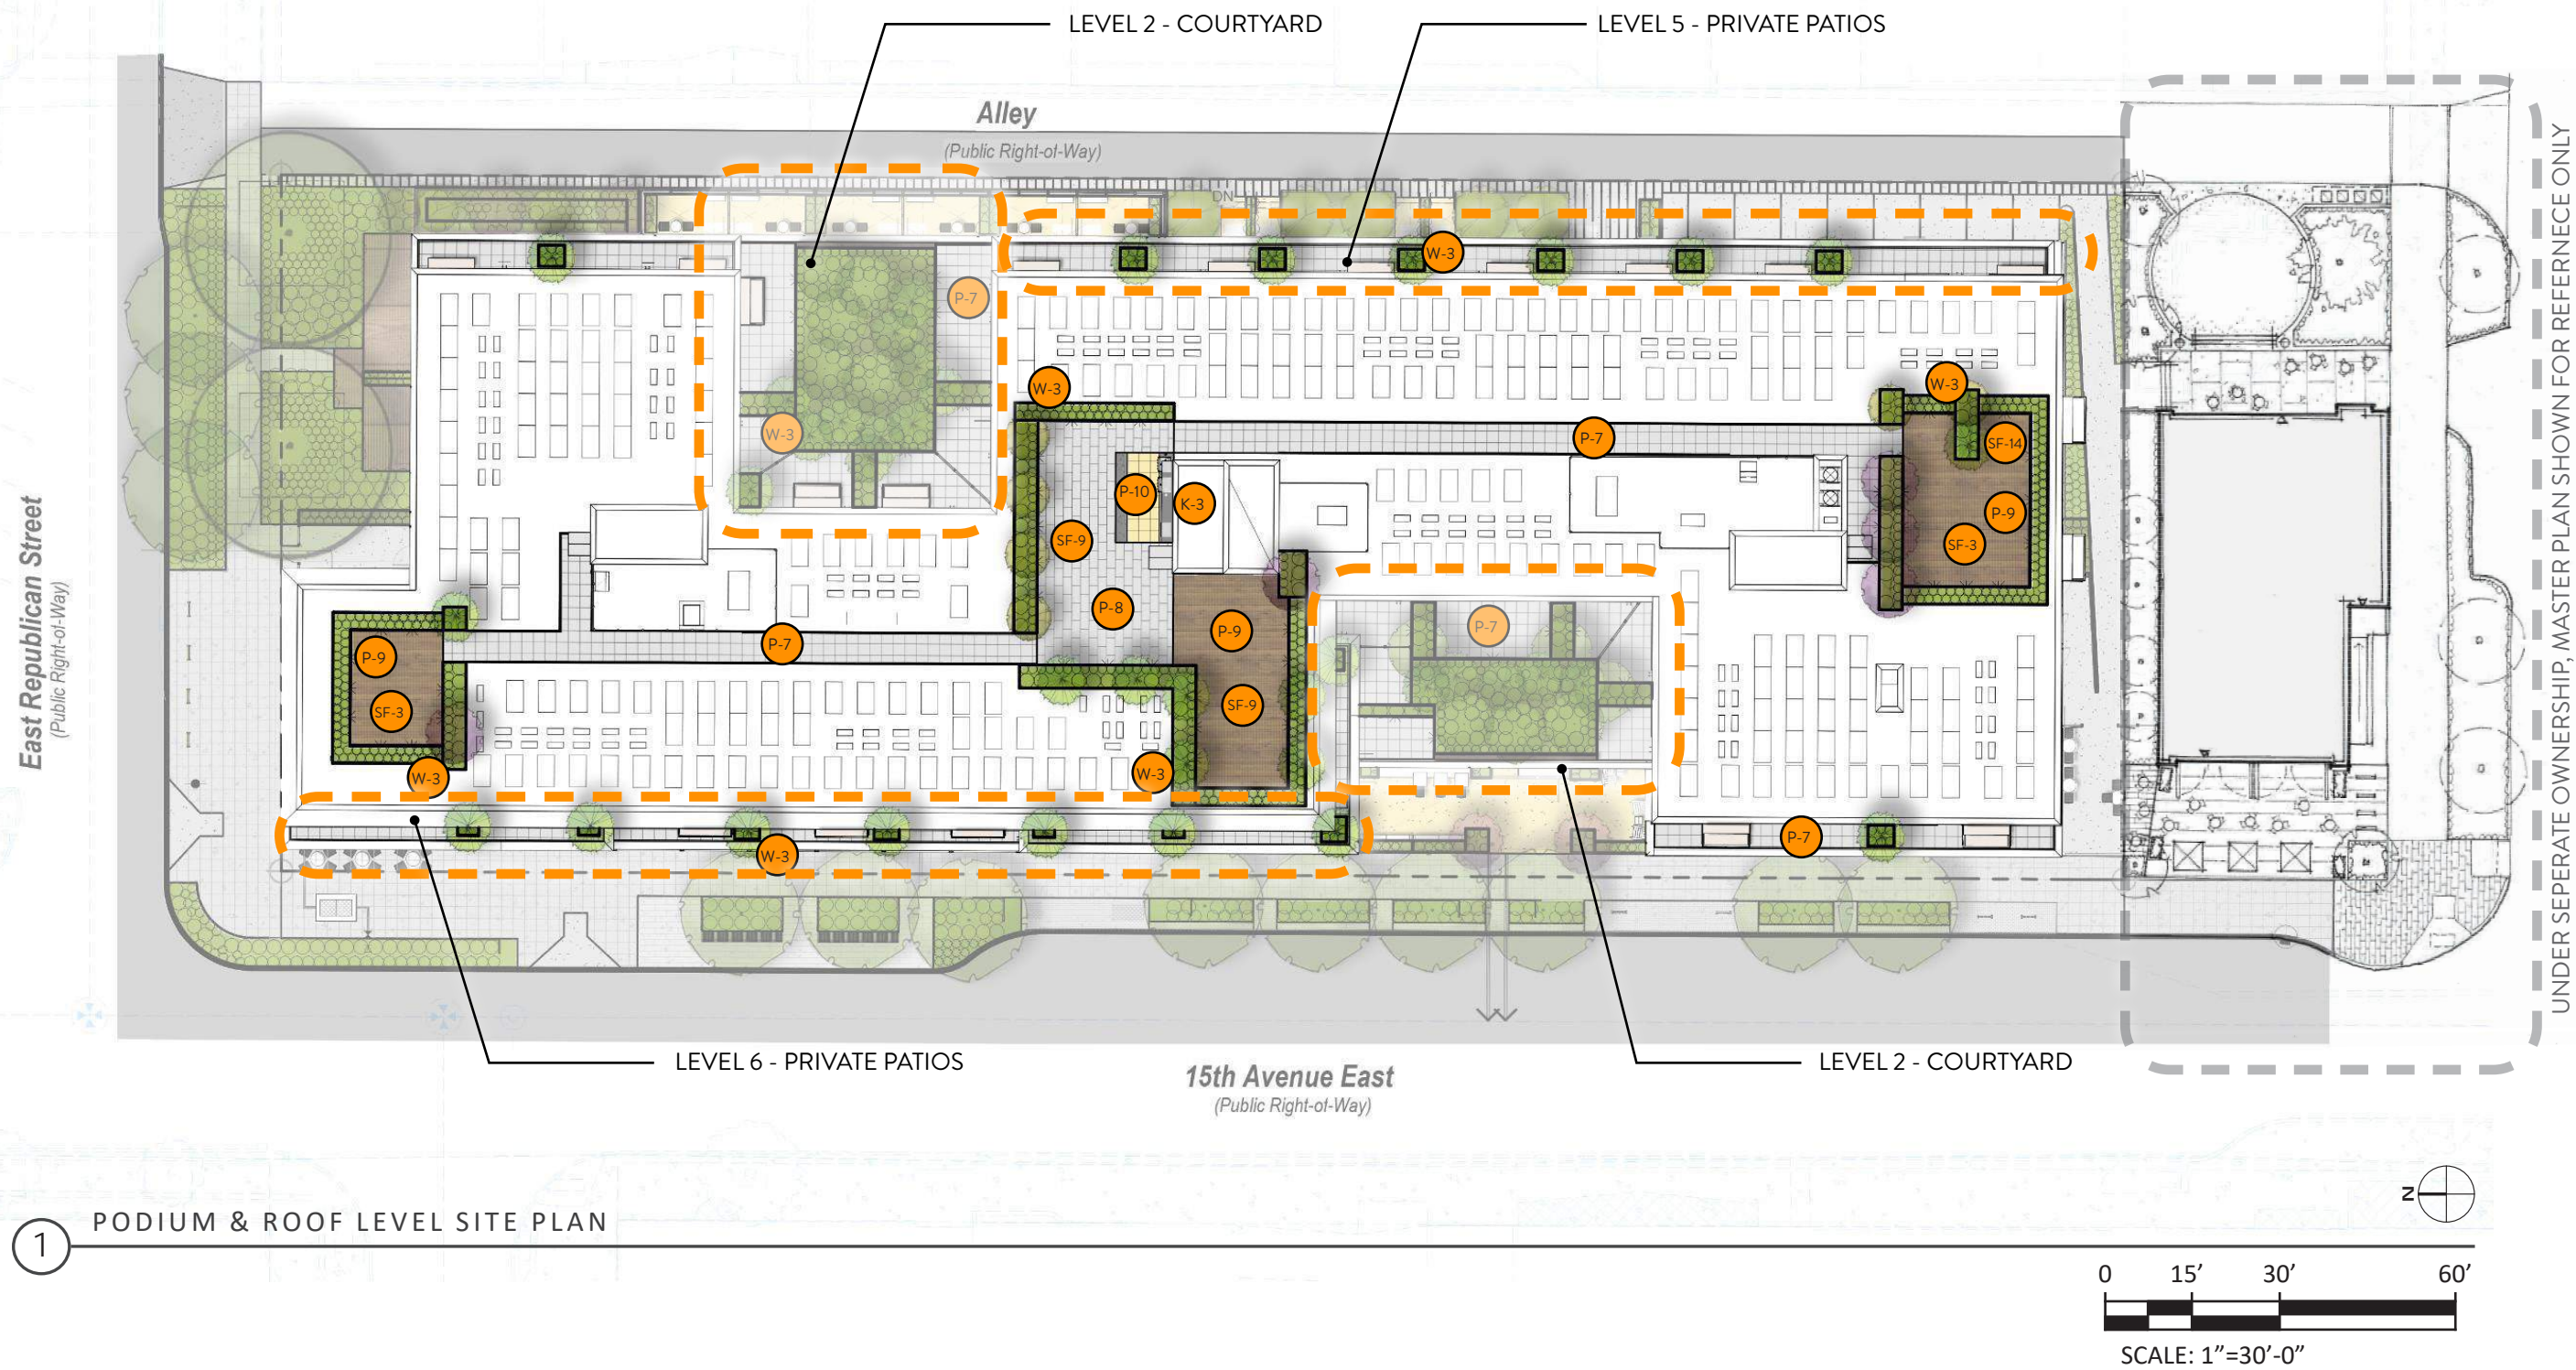 LEVEL 2 - COURTYARD
LEVEL 5 - PRIVATE PATIOS
Alley
(Public Right-of-Way)
DN
W-3
P-7
W-3
W-3
W-3
P-7
SF-14
P-10
K-3
P-9
SF-9
SF-3
P-8
P-9
P-7
P-7
P-9
SF-9
SF-3
W-3
W-3
P-7
W-3
East Republican Street
(Public Right-of-Way)
UNDER SEPERATE OWNERSHIP, MASTER PLAN SHOWN FOR REFERNECE ONLY
LEVEL 6 - PRIVATE PATIOS
LEVEL 2 - COURTYARD
15th Avenue East
(Public Right-of-Way)
N
1
PODIUM & ROOF LEVEL SITE PLAN
0 15' 30' 60'
SCALE: 1"=30'-0"